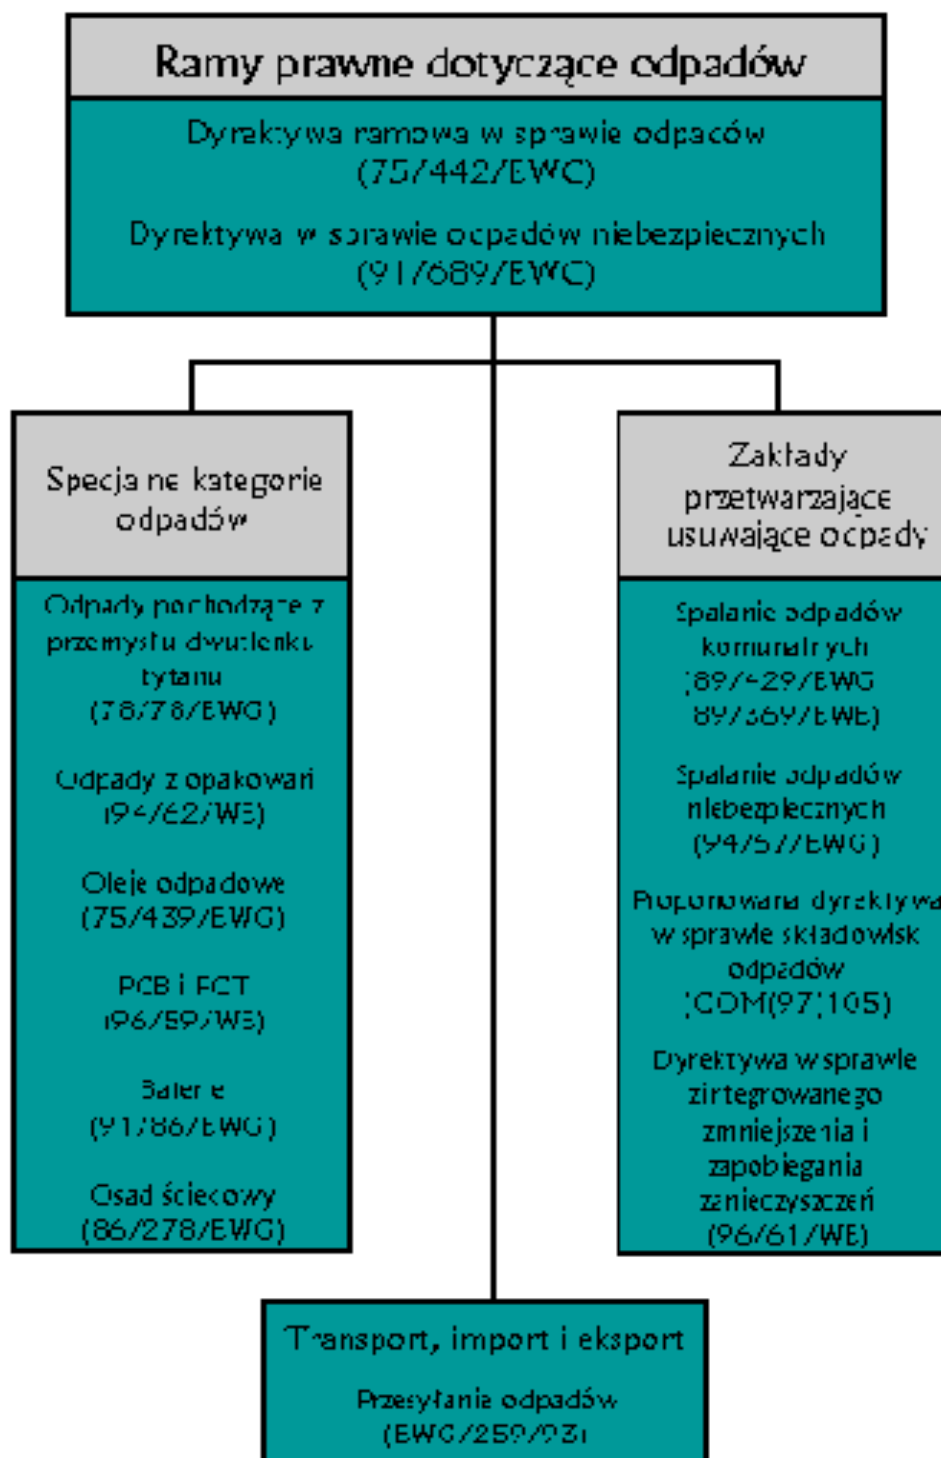 Ramy prawne dotyczące odpadów
Dyrektywa ramowa w sprawie odpadów
(75/442/EWG)
Dyrektywa w sprawie odpadów niebezpiecznych
(91/689/EWG)
Specjalne kategorie
odpadów
Odpady pochodzące z
przemysłu dwutlenku
tytanu
(78/78/EWG)
Odpady z opakowań
(94/62/WE)
Oleje odpadowe
(75/439/EWG)
PCB i PCT
(96/59/WE)
Baterie
(91/86/EWG)
Osad ściekowy
(86/278/EWG)
Zakłady
przetwarzające
usuwające odpady
Spalanie odpadów
komunalnych
(89/429/EWG
89/369/EWE)
Spalanie odpadów
niebezpiecznych
(94/67/EWG)
Proponowana dyrektywa
w sprawie składowisk
odpadów
(COM(97)105)
Dyrektywa w sprawie
zintegrowanego
zmniejszenia i
zapobiegania
zanieczyszczeń
(96/61/WE)
Transport, import i eksport
Przesyłanie odpadów
(EWG/259/93)